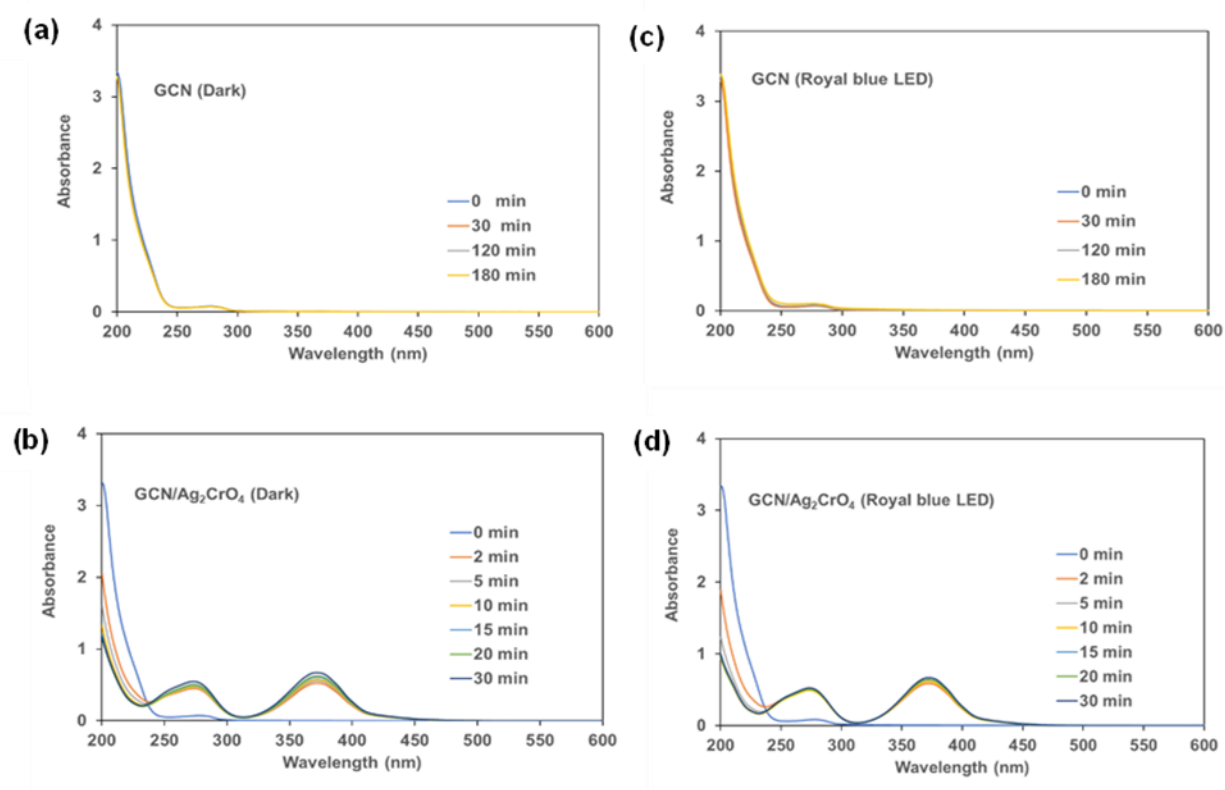 (a)
4
3
2
1
0
Absorbance
GCN (Dark)
0 min
30 min
120 min
180 min
200 250 300 350 400 450 500 550 600
Wavelength (nm)
(c)
4
3
2
1
0
Absorbance
GCN (Royal blue LED)
0 min
30 min
120 min
180 min
200 250 300 350 400 450 500 550 600
Wavelength (nm)
(b)
4
3
2
1
0
Absorbance
GCN/Ag₂CrO₄ (Dark)
0 min
2 min
5 min
10 min
15 min
20 min
30 min
200 250 300 350 400 450 500 550 600
Wavelength (nm)
(d)
4
3
2
1
0
Absorbance
GCN/Ag₂CrO₄ (Royal blue LED)
0 min
2 min
5 min
10 min
15 min
20 min
30 min
200 250 300 350 400 450 500 550 600
Wavelength (nm)